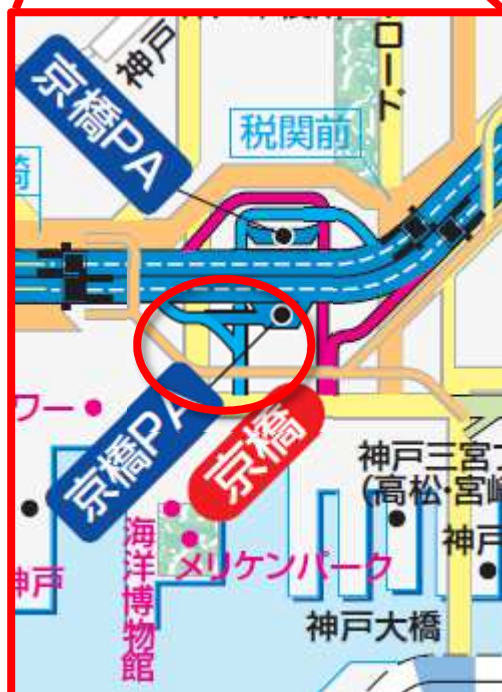 神戸
ロード
京橋PA
税関前
崎
ワー
京橋PA
京橋
神戸三宮フ
(高松・宮崎
神戸
海洋博物館
メリケンパーク
神戸
神戸大橋